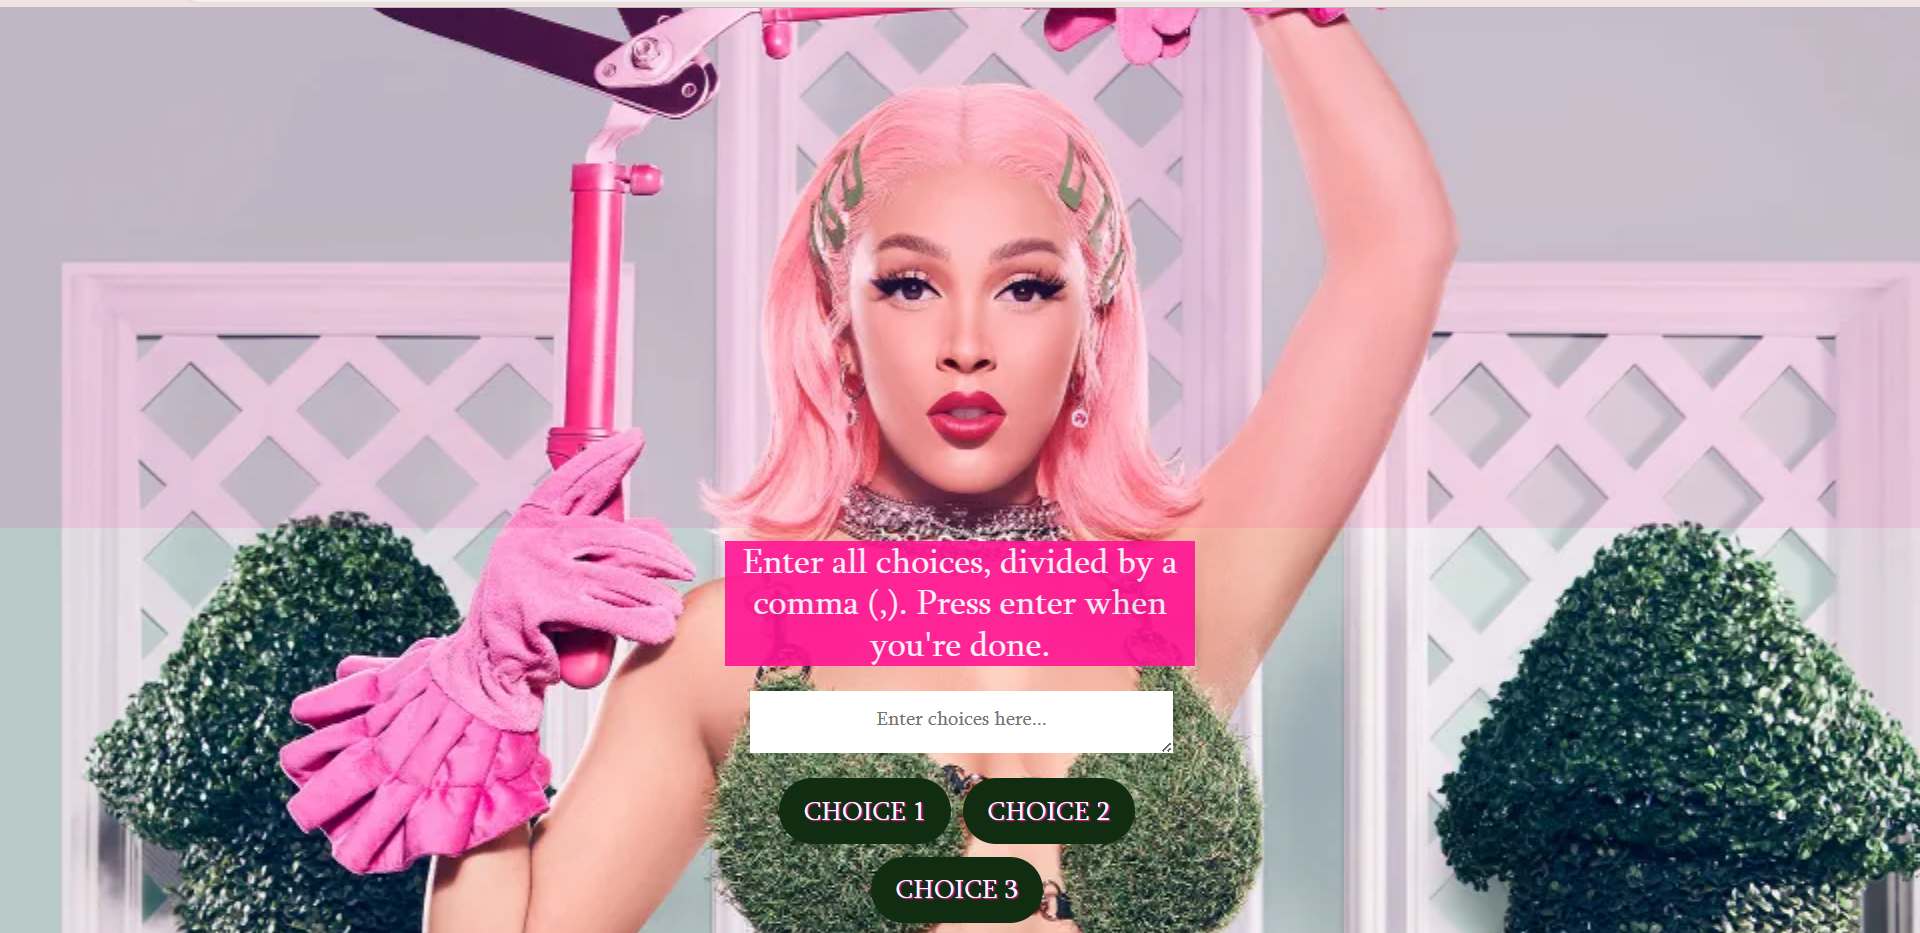 Enter all choices, divided by a
comma (,). Press enter when
you're done.
Enter choices here...
CHOICE 1
CHOICE 2
CHOICE 3